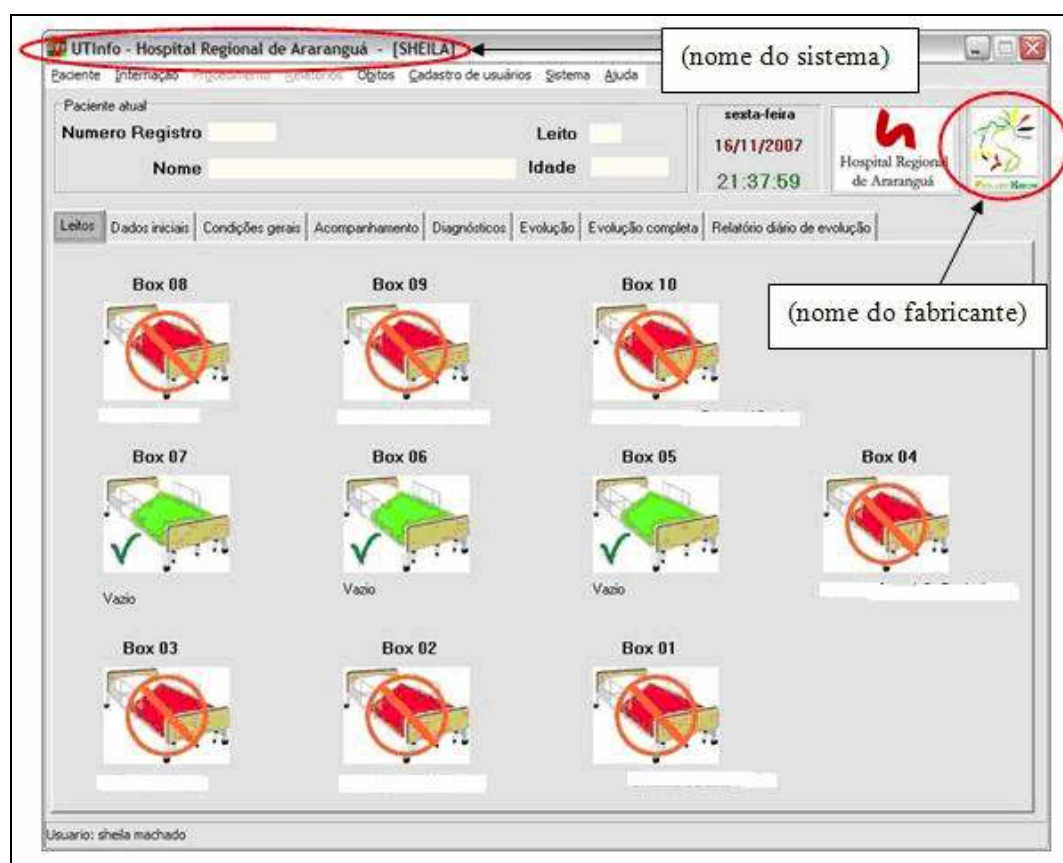 UTInfo - Hospital Regional de Araranguá - [SHEILA]
(nome do sistema)
Paciente Internação Procedimento Relatórios Óbitos Cadastro de usuários Sistema Ajuda
Paciente atual
Numero Registro
Leito
Nome
Idade
sexta-feira
16/11/2007
21:37:59
Hospital Regional
de Araranguá
Leitos Dados iniciais Condições gerais Acompanhamento Diagnósticos Evolução Evolução completa Relatório diário de evolução
(nome do fabricante)
Box 08 Box 09 Box 10
Box 07 Box 06 Box 05 Box 04
Vazio Vazio Vazio
Box 03 Box 02 Box 01
Usuario: sheila machado